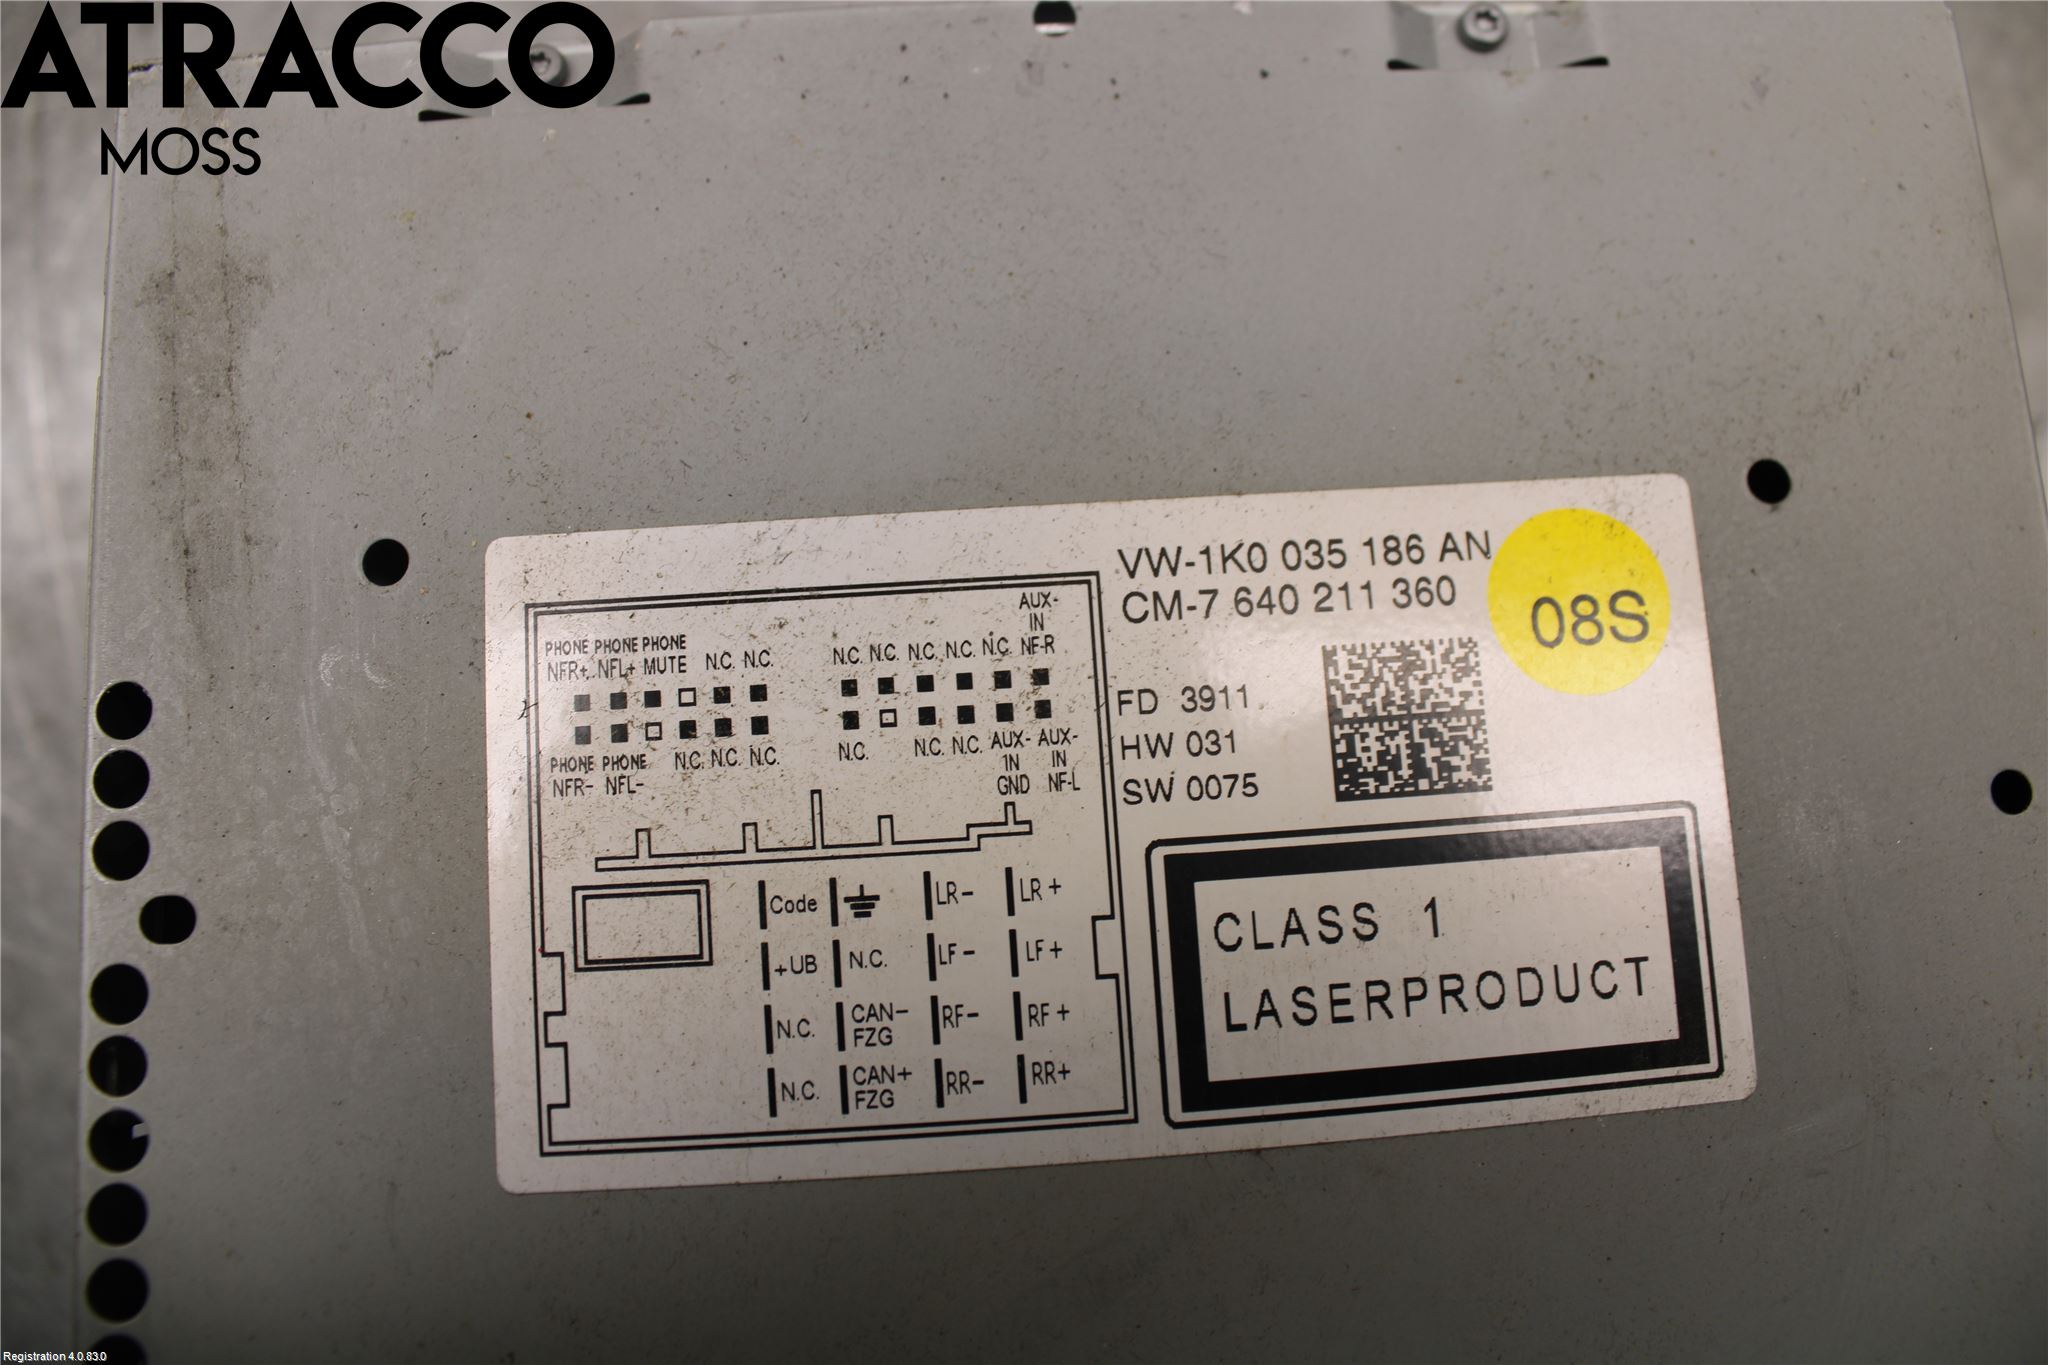 ATRACCO
MOSS
VW-1K0 035 186 AN
CM-7 640 211 360
08S
FD 3911
HW 031
SW 0075
CLASS 1
LASERPRODUCT
AUX-
IN
PHONE PHONE PHONE
NFR+ NFL+ MUTE N.C. N.C.
N.C. N.C. N.C. N.C. N.C. NF-R
PHONE PHONE N.C. N.C. N.C.
NFR- NFL-
N.C. N.C. N.C. AUX- AUX-
1N IN
GND NF-L
Code LR- LR+
+UB N.C. LF- LF+
N.C. CAN- RF- RF+
FZG
N.C. CAN+ RR- RR+
FZG
Registration 4.0.83.0